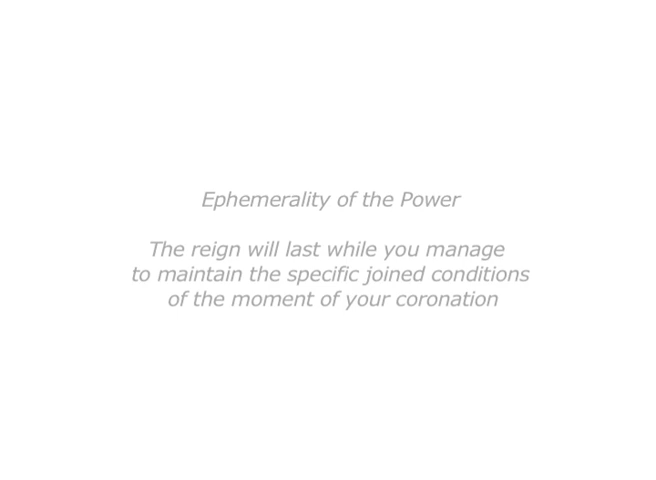 Ephemerality of the Power
The reign will last while you manage
to maintain the specific joined conditions
of the moment of your coronation